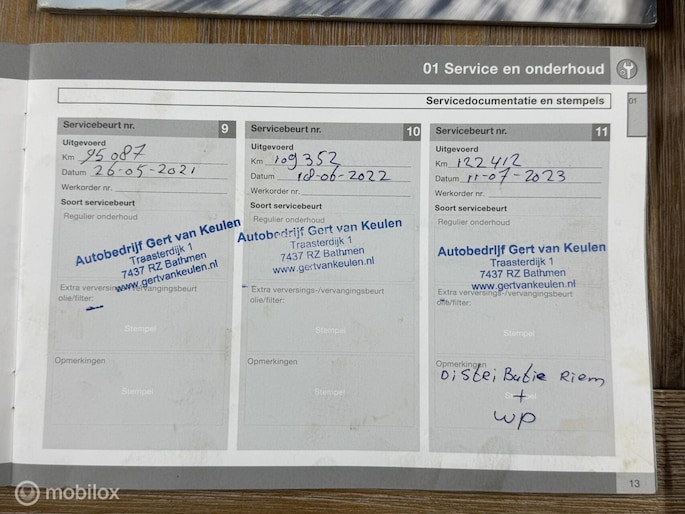 01 Service en onderhoud
Servicedocumentatie en stempels
01
Servicebeurt nr. 9
Uitgevoerd
Km 95087
Datum 26-05-2021
Werkorder nr.
Soort servicebeurt
Regulier onderhoud
Autobedrijf Gert van Keulen
Traasterdijk 1
7437 RZ Bathmen
www.gertvankeulen.nl
Extra verversings-/vervangingsbeurt
olie/filter:
Stempel
Opmerkingen
Stempel
Servicebeurt nr. 10
Uitgevoerd
Km 109352
Datum 10-06-2022
Werkorder nr.
Soort servicebeurt
Regulier onderhoud
Autobedrijf Gert van Keulen
Traasterdijk 1
7437 RZ Bathmen
www.gertvankeulen.nl
Extra verversings-/vervangingsbeurt
olie/filter:
Stempel
Opmerkingen
Stempel
Servicebeurt nr. 11
Uitgevoerd
Km 122412
Datum 11-07-2023
Werkorder nr.
Soort servicebeurt
Regulier onderhoud
Autobedrijf Gert van Keulen
Traasterdijk 1
7437 RZ Bathmen
www.gertvankeulen.nl
Extra verversings-/vervangingsbeurt
olie/filter:
Stempel
Opmerkingen
DistriButie Riem
+
WP
13
mobilox